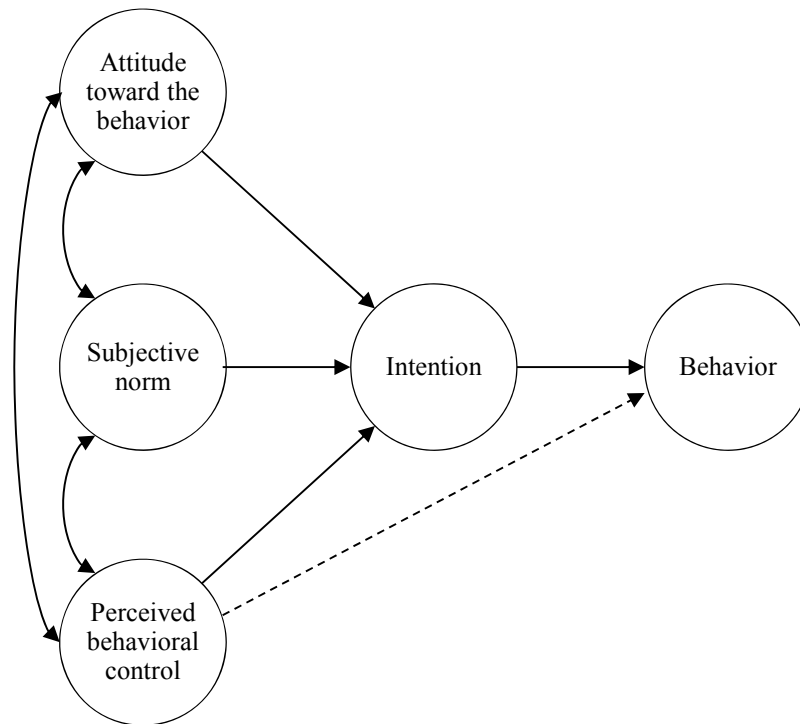 Attitude
toward the
behavior
Subjective
norm
Intention
Behavior
Perceived
behavioral
control